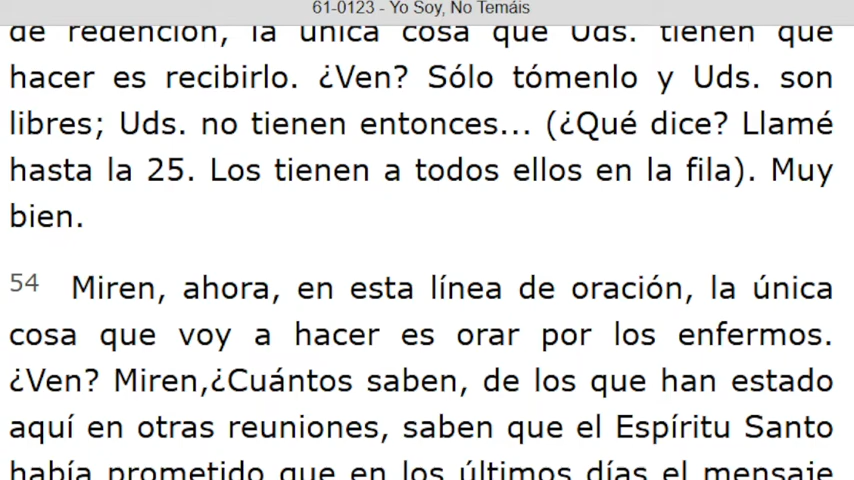 61-0123 - Yo Soy, No Temáis
de redención, la única cosa que Uds. tienen que
hacer es recibirlo. ¿Ven? Sólo tómenlo y Uds. son
libres; Uds. no tienen entonces... (¿Qué dice? Llamé
hasta la 25. Los tienen a todos ellos en la fila). Muy
bien.
54 Miren, ahora, en esta línea de oración, la única
cosa que voy a hacer es orar por los enfermos.
¿Ven? Miren,¿Cuántos saben, de los que han estado
aquí en otras reuniones, saben que el Espíritu Santo
había prometido que en los últimos días el mensaje